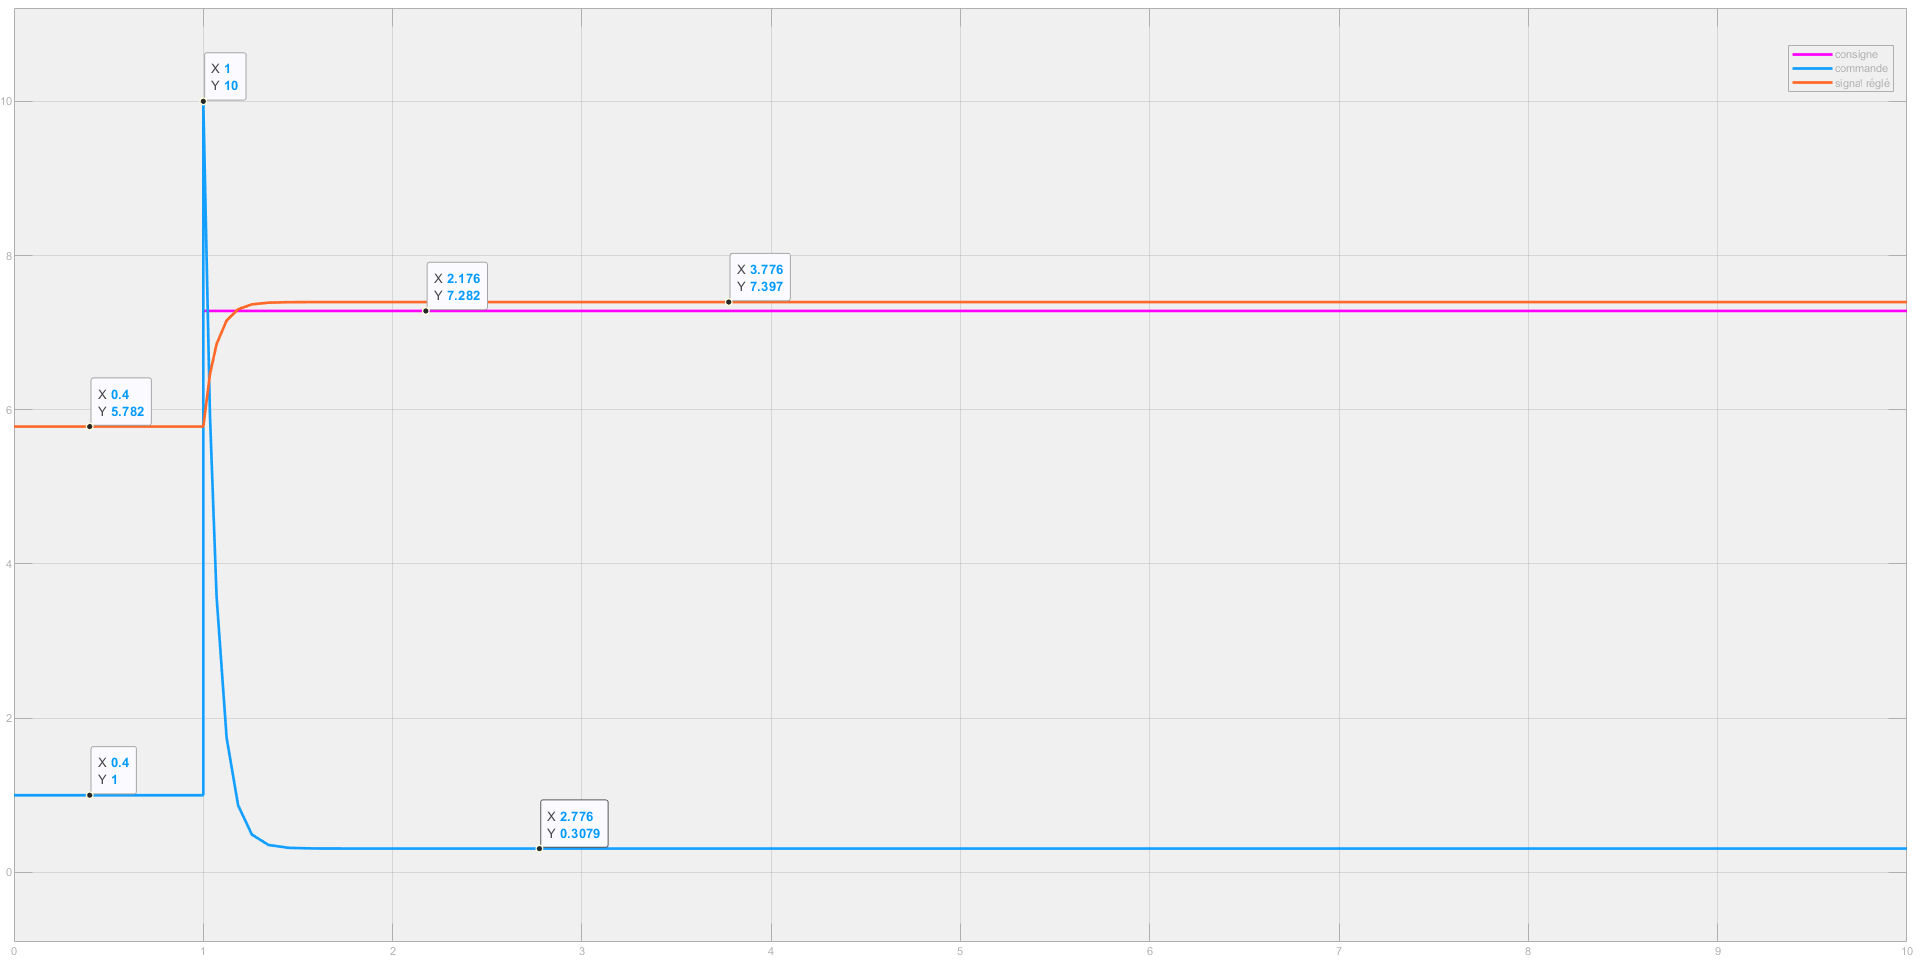 X 1
Y 10
consigne
commande
signal réglé
10
X 3.776
Y 7.397
X 2.176
Y 7.282
8
X 0.4
Y 5.782
6
4
X 0.4
Y 1
2
X 2.776
Y 0.3079
0
0 1 2 3 4 5 6 7 8 9 10